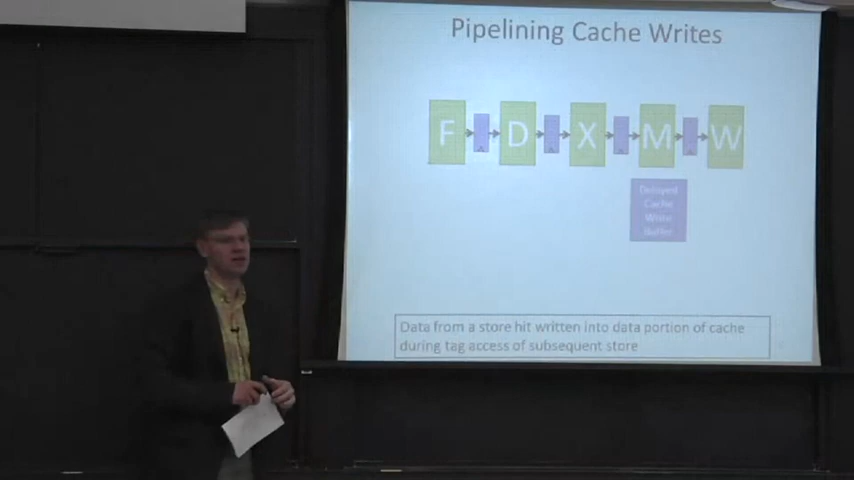 Pipelining Cache Writes
F D X M W
Delayed
Cache
Write
Buffer
Data from a store hit written into data portion of cache
during tag access of subsequent store